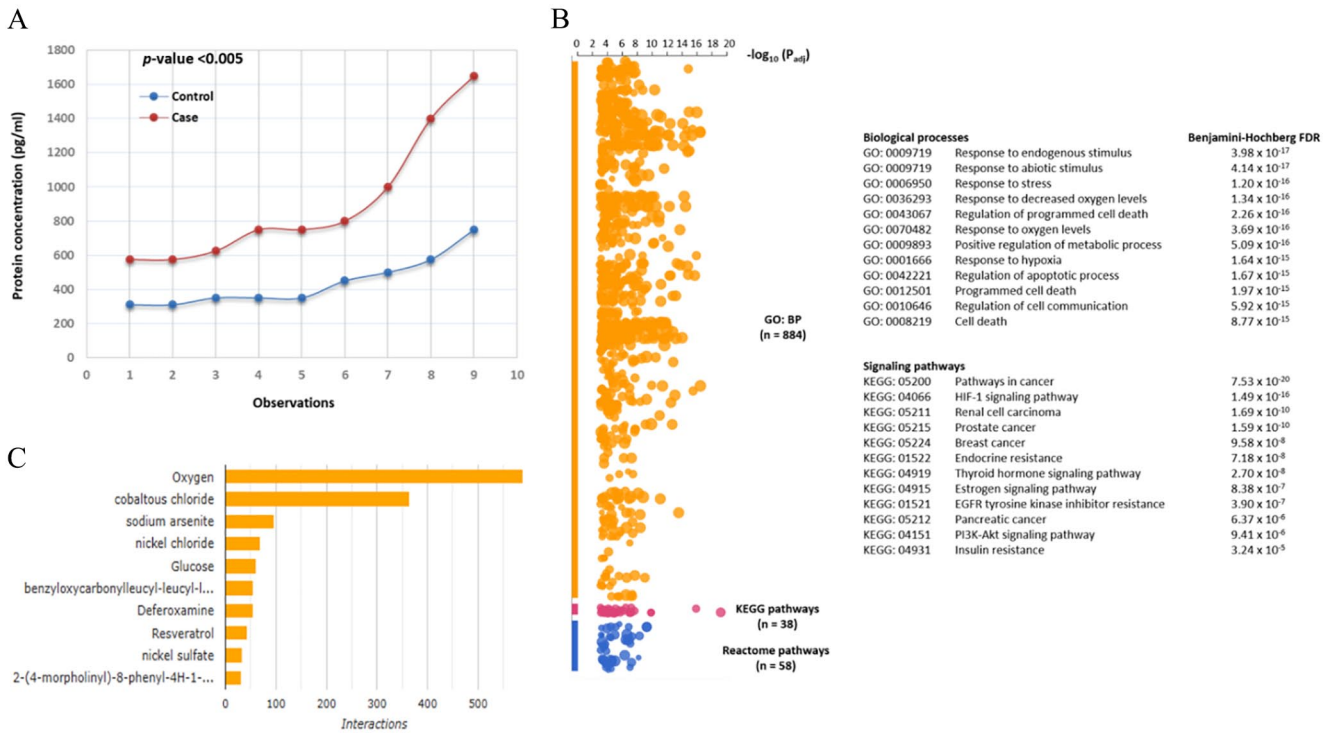 A
p-value <0.005
Control
Case
Protein concentration (pg/ml)
1800
1600
1400
1200
1000
800
600
400
200
0
0 1 2 3 4 5 6 7 8 9 10
Observations
B
0 2 4 6 8 10 12 14 16 18 20
-log10 (Padj)
GO: BP
(n = 884)
KEGG pathways
(n = 38)
Reactome pathways
(n = 58)
Biological processes Benjamini-Hochberg FDR
GO: 0009719 Response to endogenous stimulus 3.98 x 10-17
GO: 0009719 Response to abiotic stimulus 4.14 x 10-17
GO: 0006950 Response to stress 1.20 x 10-16
GO: 0036293 Response to decreased oxygen levels 1.34 x 10-16
GO: 0043067 Regulation of programmed cell death 2.26 x 10-16
GO: 0070482 Response to oxygen levels 3.69 x 10-16
GO: 0009893 Positive regulation of metabolic process 5.09 x 10-16
GO: 0001666 Response to hypoxia 1.64 x 10-15
GO: 0042221 Regulation of apoptotic process 1.67 x 10-15
GO: 0012501 Programmed cell death 1.97 x 10-15
GO: 0010646 Regulation of cell communication 5.92 x 10-15
GO: 0008219 Cell death 8.77 x 10-15
Signaling pathways
KEGG: 05200 Pathways in cancer 7.53 x 10-20
KEGG: 04066 HIF-1 signaling pathway 1.49 x 10-16
KEGG: 05211 Renal cell carcinoma 1.69 x 10-10
KEGG: 05215 Prostate cancer 1.59 x 10-10
KEGG: 05224 Breast cancer 9.58 x 10-8
KEGG: 01522 Endocrine resistance 7.18 x 10-8
KEGG: 04919 Thyroid hormone signaling pathway 2.70 x 10-8
KEGG: 04915 Estrogen signaling pathway 8.38 x 10-7
KEGG: 01521 EGFR tyrosine kinase inhibitor resistance 3.90 x 10-7
KEGG: 05212 Pancreatic cancer 6.37 x 10-6
KEGG: 04151 PI3K-Akt signaling pathway 9.41 x 10-6
KEGG: 04931 Insulin resistance 3.24 x 10-5
C
Oxygen
cobaltous chloride
sodium arsenite
nickel chloride
Glucose
benzyloxycarbonylleucyl-leucyl-l...
Deferoxamine
Resveratrol
nickel sulfate
2-(4-morpholinyl)-8-phenyl-4H-1-...
0 100 200 300 400 500
Interactions